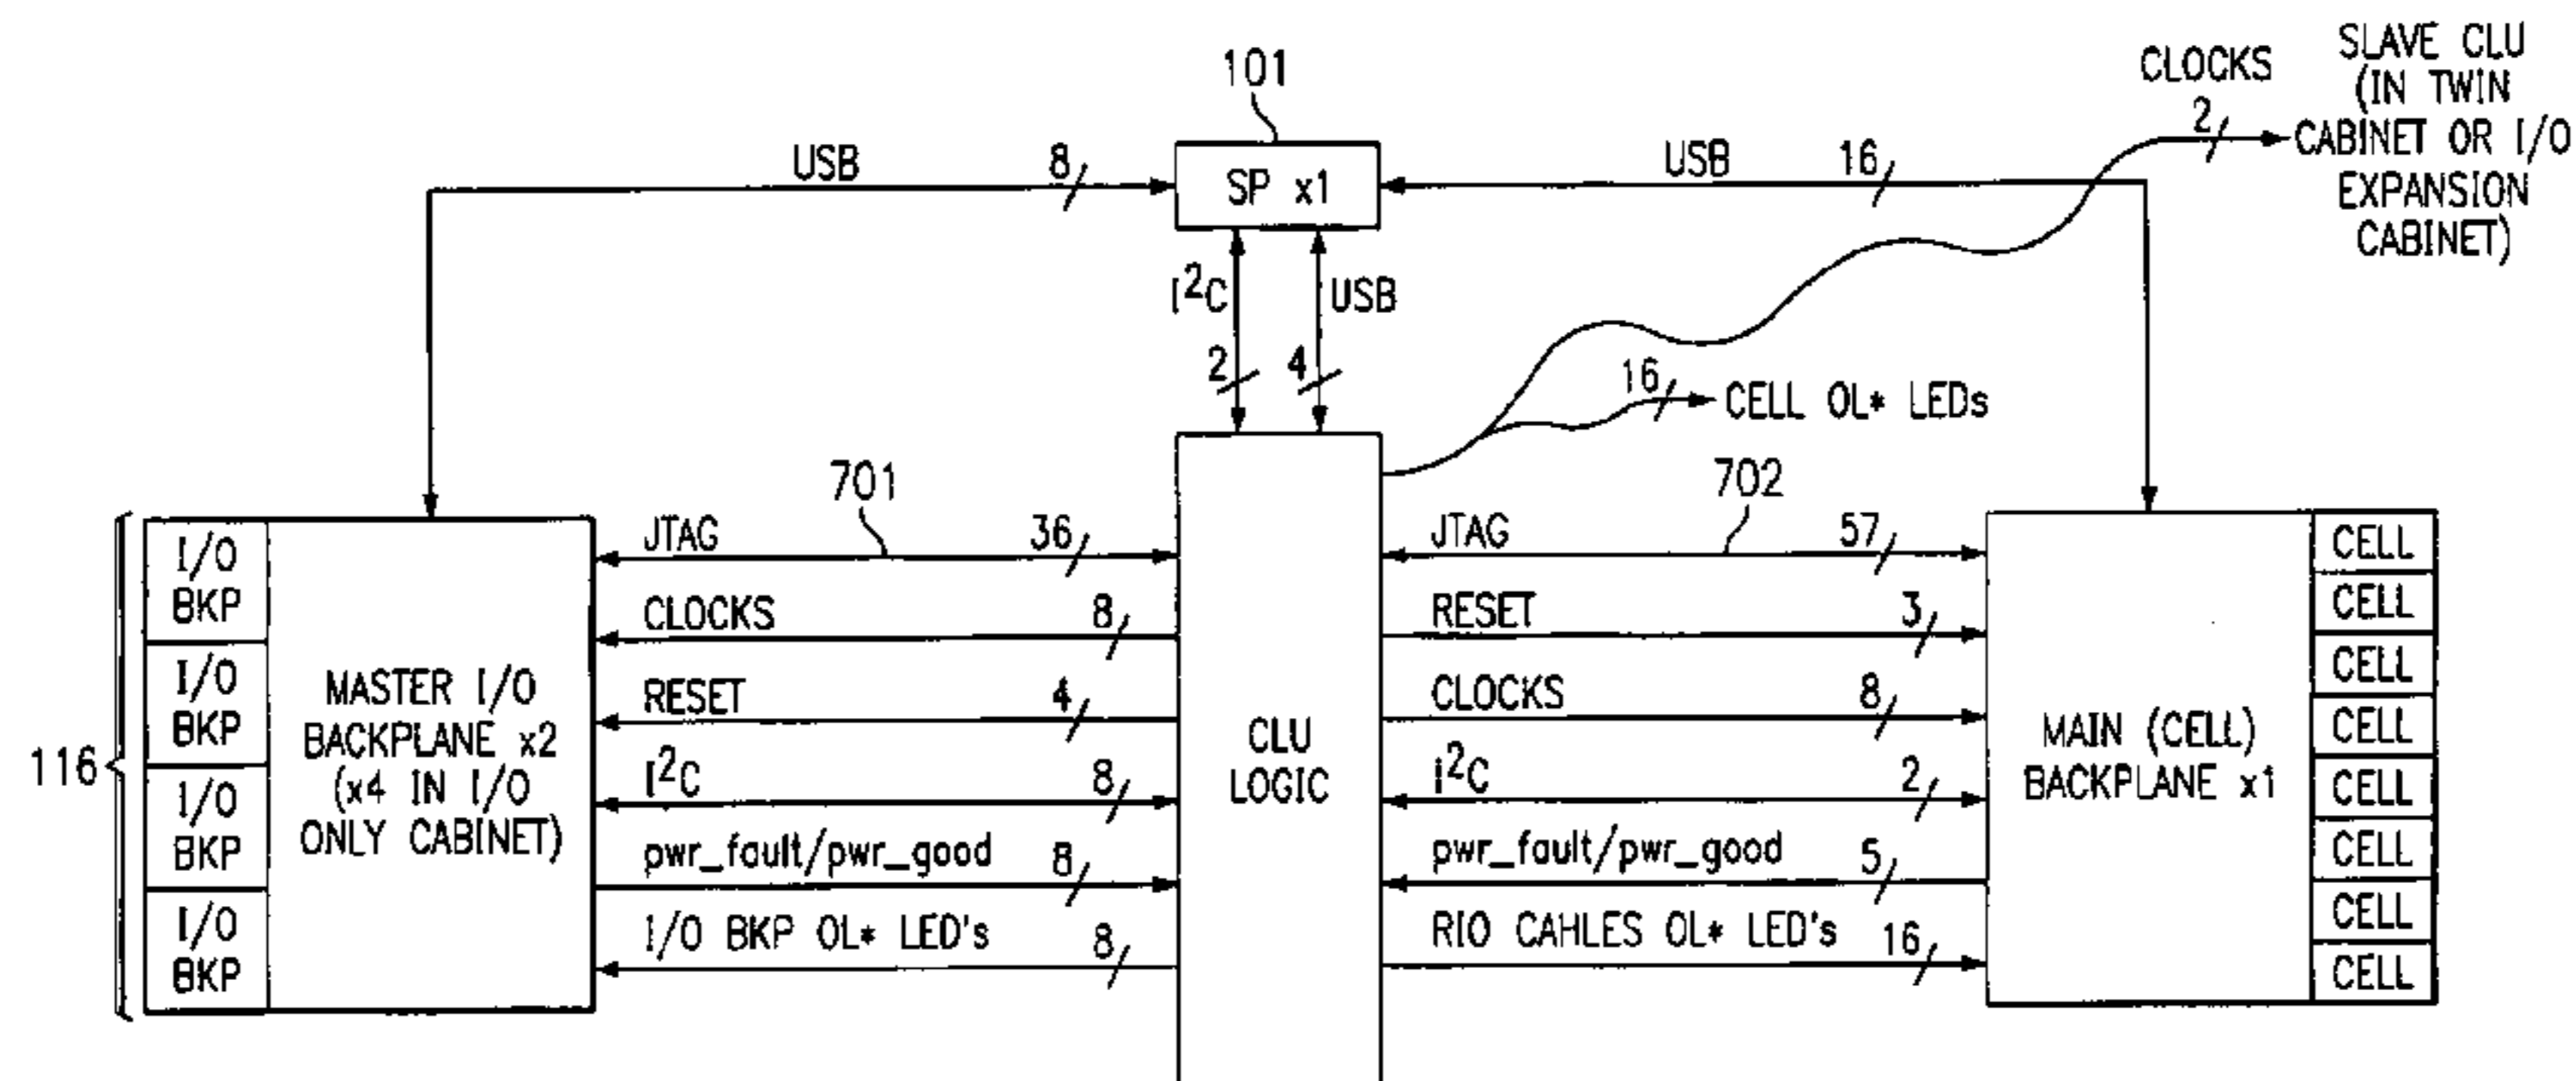 101
CLOCKS
2
SLAVE CLU
(IN TWIN
CABINET OR I/O
EXPANSION
CABINET)
USB
8
SP x1
USB
16
I²C
USB
2
4
16
CELL OL* LEDs
701
702
116
I/O
BKP
I/O
BKP
I/O
BKP
I/O
BKP
MASTER I/O
BACKPLANE x2
(x4 IN I/O
ONLY CABINET)
JTAG
36
CLOCKS
8
RESET
4
I²C
8
pwr_fault/pwr_good
8
I/O BKP OL* LED's
8
CLU
LOGIC
JTAG
57
RESET
3
CLOCKS
8
I²C
2
pwr_fault/pwr_good
5
RIO CAHLES OL* LED's
16
MAIN (CELL)
BACKPLANE x1
CELL
CELL
CELL
CELL
CELL
CELL
CELL
CELL